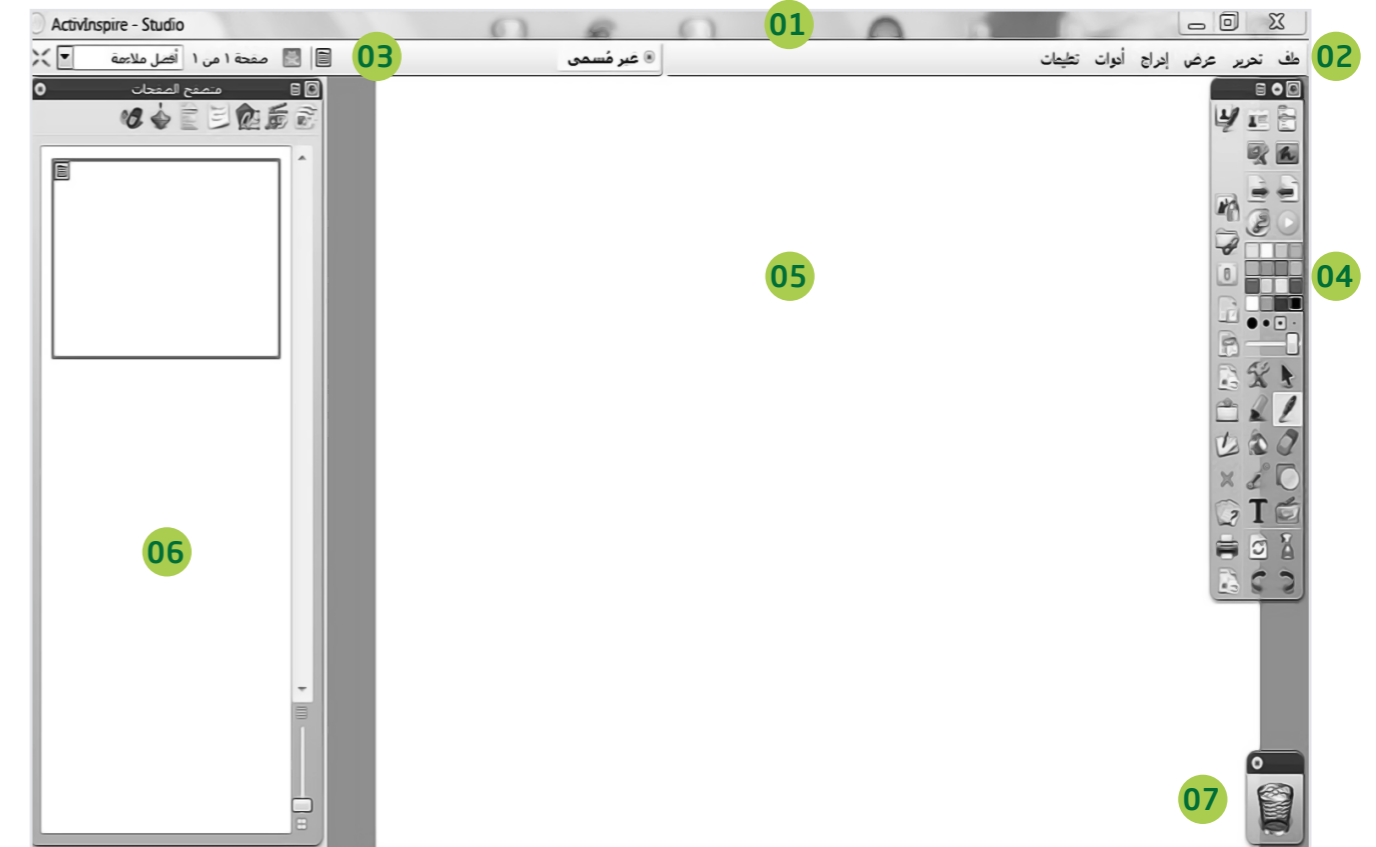 ActivInspire - Studio
01
ملف تحرير عرض إدراج أدوات تعليمات
02
غير مُسمى
03
صفحة ١ من ١
أفضل ملاءمة
متصفح الصفحات
04
05
06
07